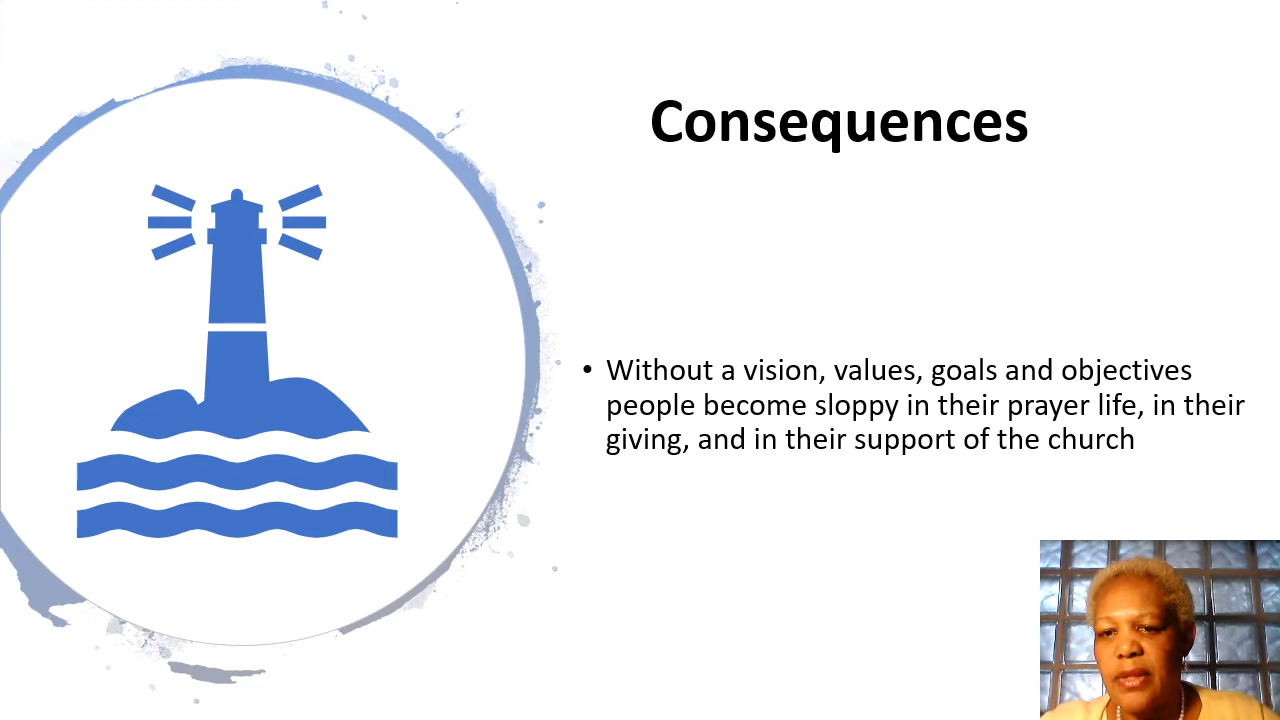 Consequences
• Without a vision, values, goals and objectives
people become sloppy in their prayer life, in their
giving, and in their support of the church